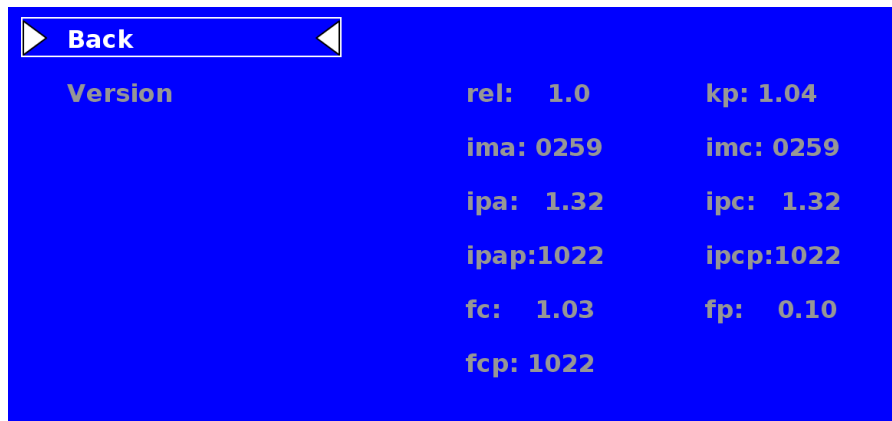 Back
Version rel: 1.0 kp: 1.04
ima: 0259 imc: 0259
ipa: 1.32 ipc: 1.32
ipap:1022 ipcp:1022
fc: 1.03 fp: 0.10
fcp: 1022